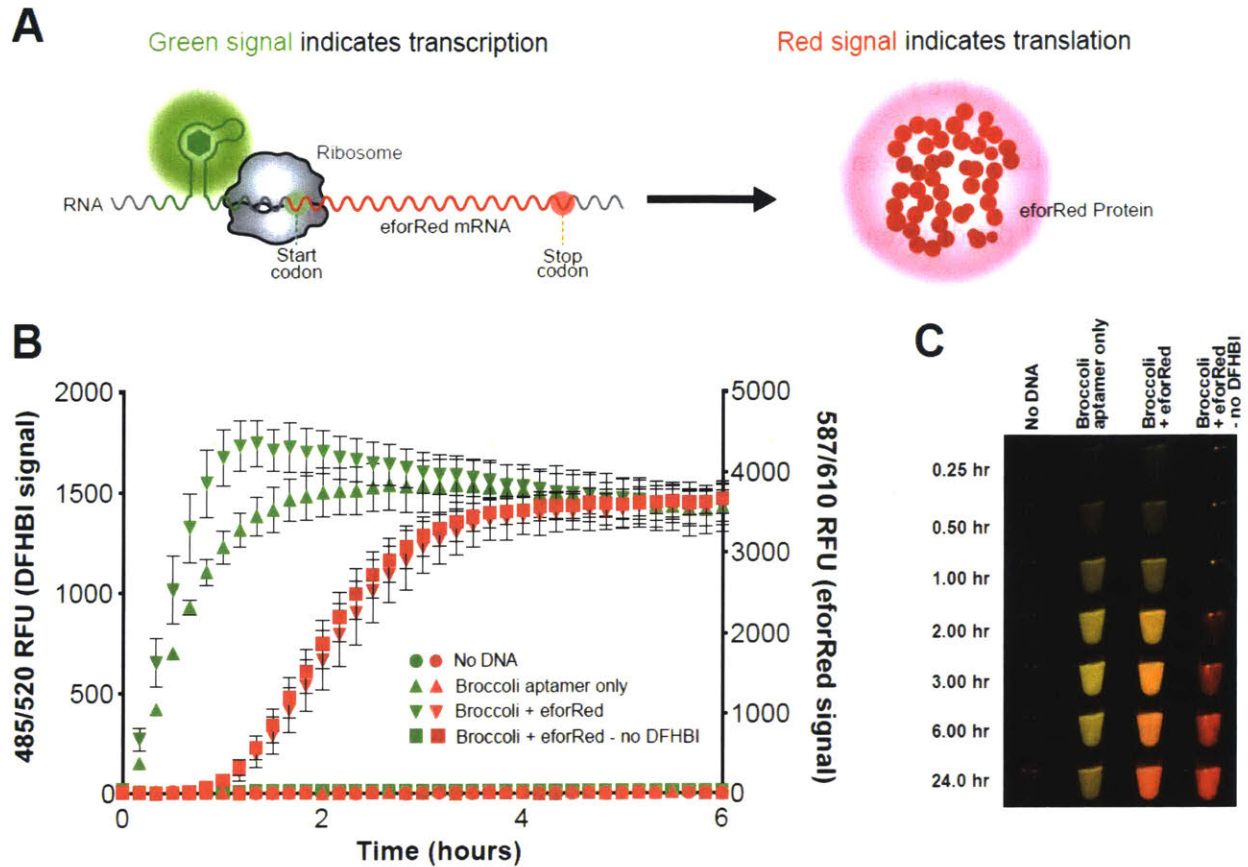 A
Green signal indicates transcription
Red signal indicates translation
Ribosome
RNA
eforRed mRNA
Start
codon
Stop
codon
eforRed Protein
B
485/520 RFU (DFHBI signal)
2000
1500
1000
500
0
587/610 RFU (eforRed signal)
5000
4000
3000
2000
1000
0
No DNA
Broccoli aptamer only
Broccoli + eforRed
Broccoli + eforRed - no DFHBI
0
2
4
6
Time (hours)
C
No DNA
Broccoli
aptamer only
Broccoli
+ eforRed
Broccoli
+ eforRed
- no DFHBI
0.25 hr
0.50 hr
1.00 hr
2.00 hr
3.00 hr
6.00 hr
24.0 hr